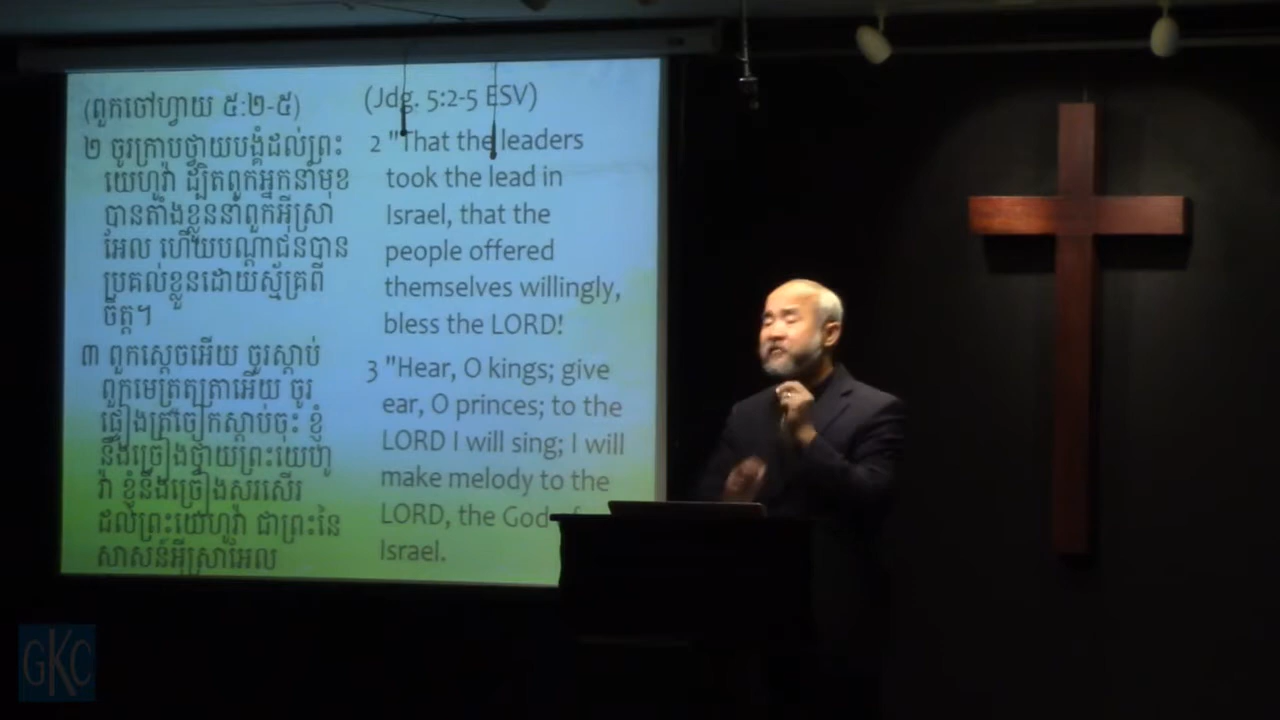 (ពួកចៅហ្វាយ ៥:២-៥)
២ ចូរក្រាបថ្វាយបង្គំដល់ព្រះ
យេហូវ៉ា ដ្បិតពួកអ្នកនាំមុខ
បានតាំងខ្លួននាំពួកអ៊ីស្រា
អែល ហើយបណ្តាជនបាន
ប្រគល់ខ្លួនដោយស្ម័គ្រពី
ចិត្ត។
៣ ពួកស្តេចអើយ ចូរស្តាប់
ពួកមេត្រួតត្រាអើយ ចូរ
ផ្ទៀងត្រចៀកស្តាប់ចុះ ខ្ញុំ
នឹងច្រៀងថ្វាយព្រះយេហូ
វ៉ា ខ្ញុំនឹងច្រៀងសរសើរ
ដល់ព្រះយេហូវ៉ា ជាព្រះនៃ
សាសន៍អ៊ីស្រាអែល
(Jdg. 5:2-5 ESV)
2 "That the leaders
took the lead in
Israel, that the
people offered
themselves willingly,
bless the LORD!
3 "Hear, O kings; give
ear, O princes; to the
LORD I will sing; I will
make melody to the
LORD, the God of
Israel.
GKC